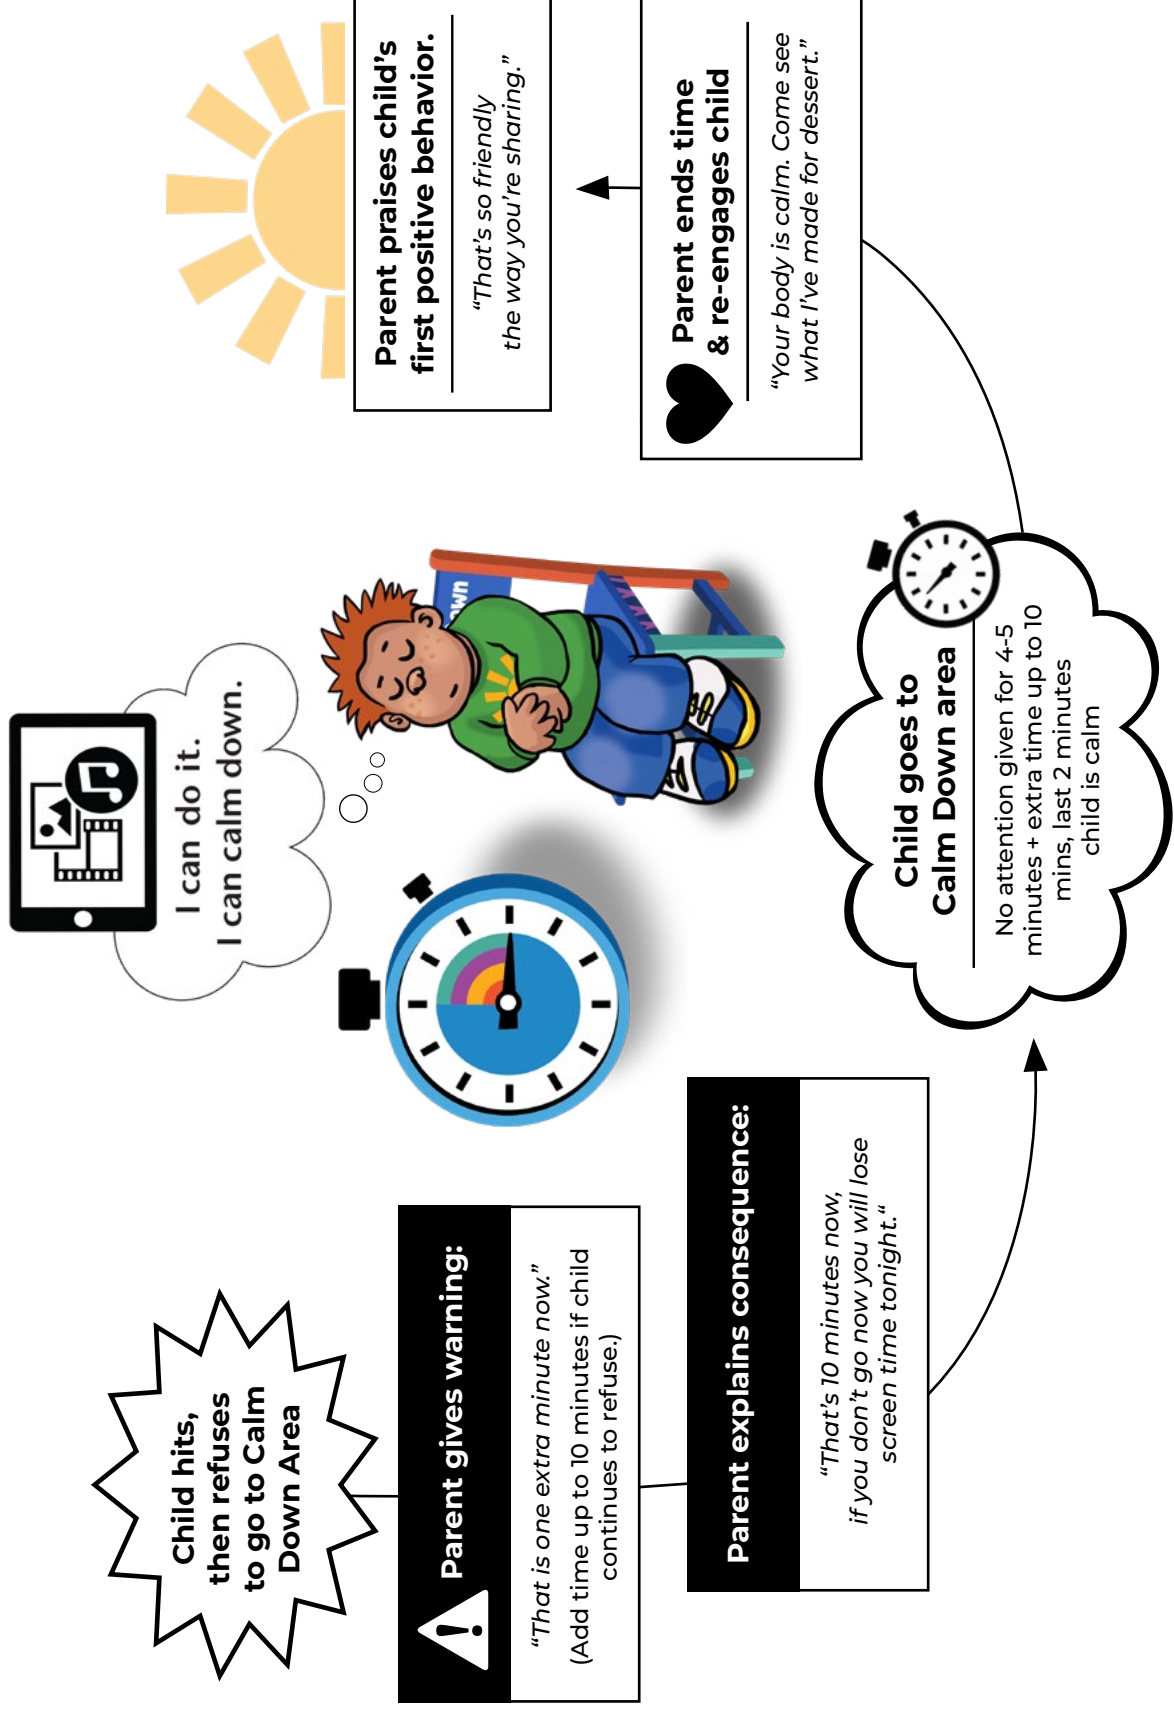 Child hits,
then refuses
to go to Calm
Down Area
Parent gives warning:
“That is one extra minute now.”
(Add time up to 10 minutes if child
continues to refuse.)
Parent explains consequence:
“That’s 10 minutes now,
if you don’t go now you will lose
screen time tonight.“
I can do it.
I can calm down.
own
Child goes to
Calm Down area
No attention given for 4-5
minutes + extra time up to 10
mins, last 2 minutes
child is calm
Parent ends time
& re-engages child
“Your body is calm. Come see
what I’ve made for dessert.”
Parent praises child’s
first positive behavior.
“That’s so friendly
the way you’re sharing.”